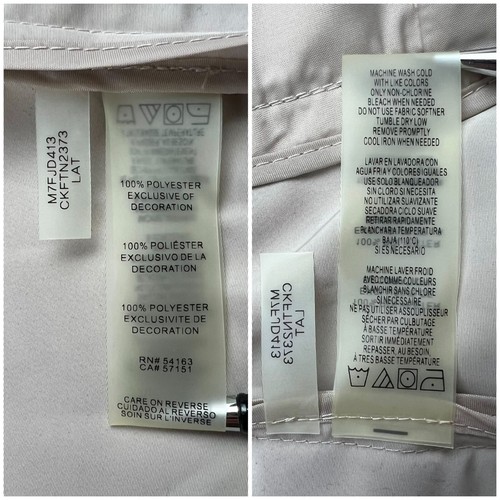 M7FJD413
CKFTN2373
LAT
100% POLYESTER
EXCLUSIVE OF
DECORATION
100% POLIÉSTER
EXCLUSIVO DE LA
DECORACIÓN
100% POLYESTER
EXCLUSIVITE DE
DECORATION
RN# 54163
CA# 57151
CARE ON REVERSE
CUIDADO AL REVERSO
SOIN SUR L'INVERSE
MACHINE WASH COLD
WITH LIKE COLORS
ONLY NON-CHLORINE
BLEACH WHEN NEEDED
DO NOT USE FABRIC SOFTNER
TUMBLE DRY LOW
REMOVE PROMPTLY
COOL IRON WHEN NEEDED
LAVAR EN LAVADORA CON
AGUA FRIA Y COLORES IGUALES
USE SOLO BLANQUEADOR
SIN CLORO SI NECESITA
NO UTILIZAR SUAVIZANTE
SECADORA CICLO SUAVE
RETIRAR RAPIDAMENTE
PLANCHAR A TEMPERATURA
BAJA (110°C)
SI ES NECESARIO
MACHINE LAVER FROID
AVEC COMME COULEURS
BLANCHIR SANS CHLORE
SI NECESSAIRE
NE PAS UTILISER ASSOUPLISSEUR
SÉCHER PAR CULBUTAGE
À BASSE TEMPÉRATURE
SORTIR IMMÉDIATEMENT
REPASSER, AU BESOIN,
À TRES BASSE TEMPÉRATURE
LAT
CKFTN2373
M7FJD413